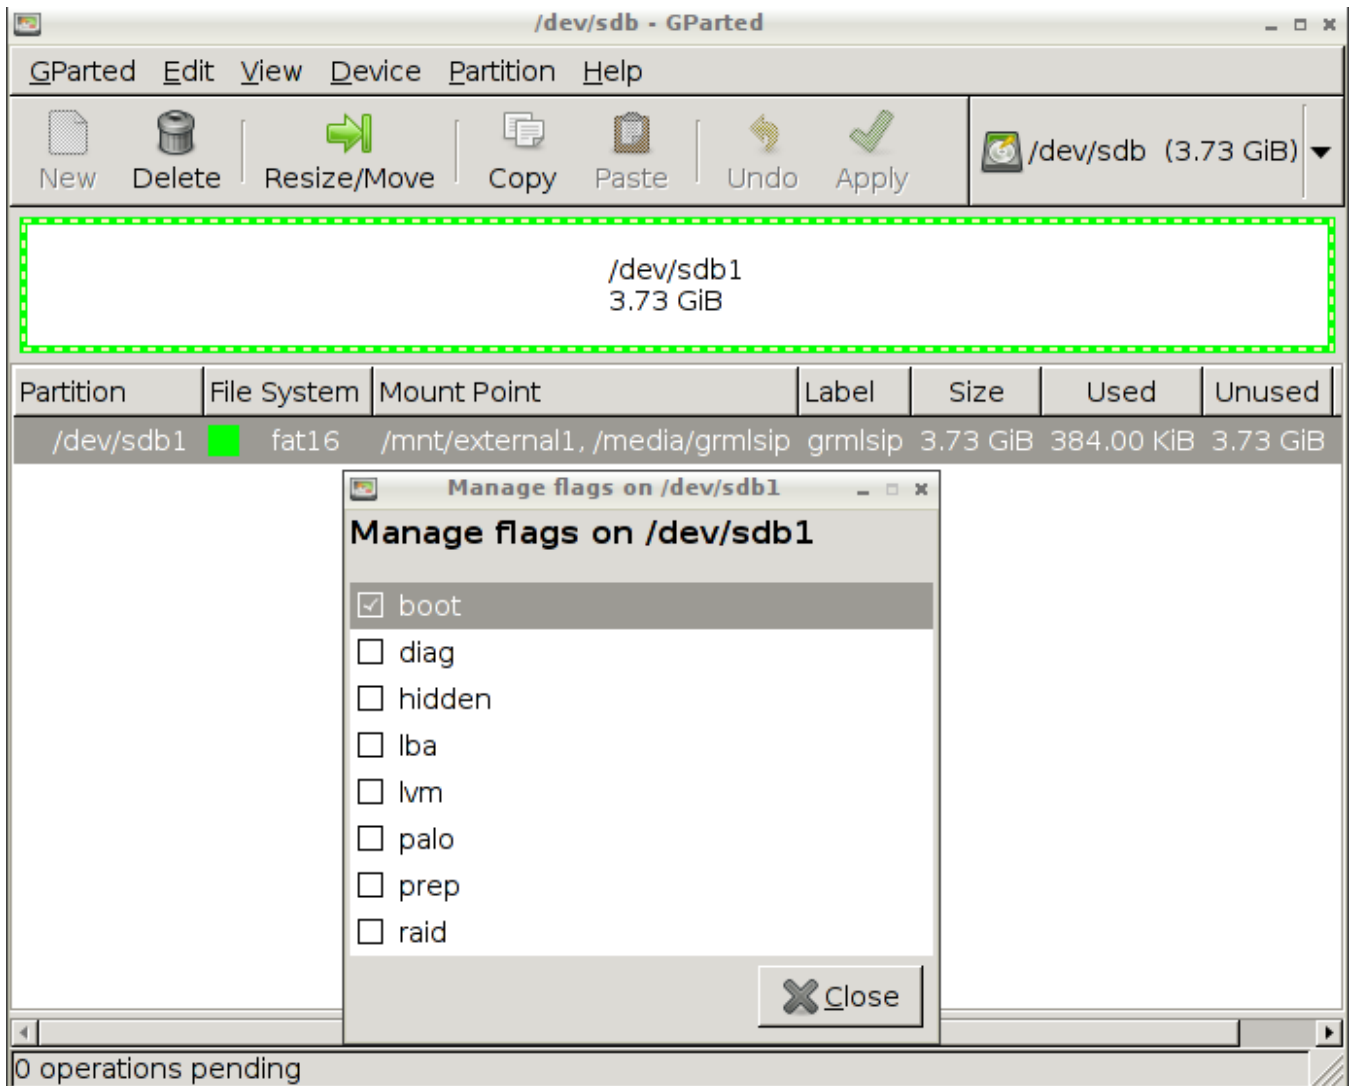 /dev/sdb - GParted
GParted Edit View Device Partition Help
New Delete Resize/Move Copy Paste Undo Apply /dev/sdb (3.73 GiB)
/dev/sdb1
3.73 GiB
Partition File System Mount Point Label Size Used Unused
/dev/sdb1 fat16 /mnt/external1, /media/grmlsip grmlsip 3.73 GiB 384.00 KiB 3.73 GiB
Manage flags on /dev/sdb1
Manage flags on /dev/sdb1
boot
diag
hidden
lba
lvm
palo
prep
raid
Close
0 operations pending